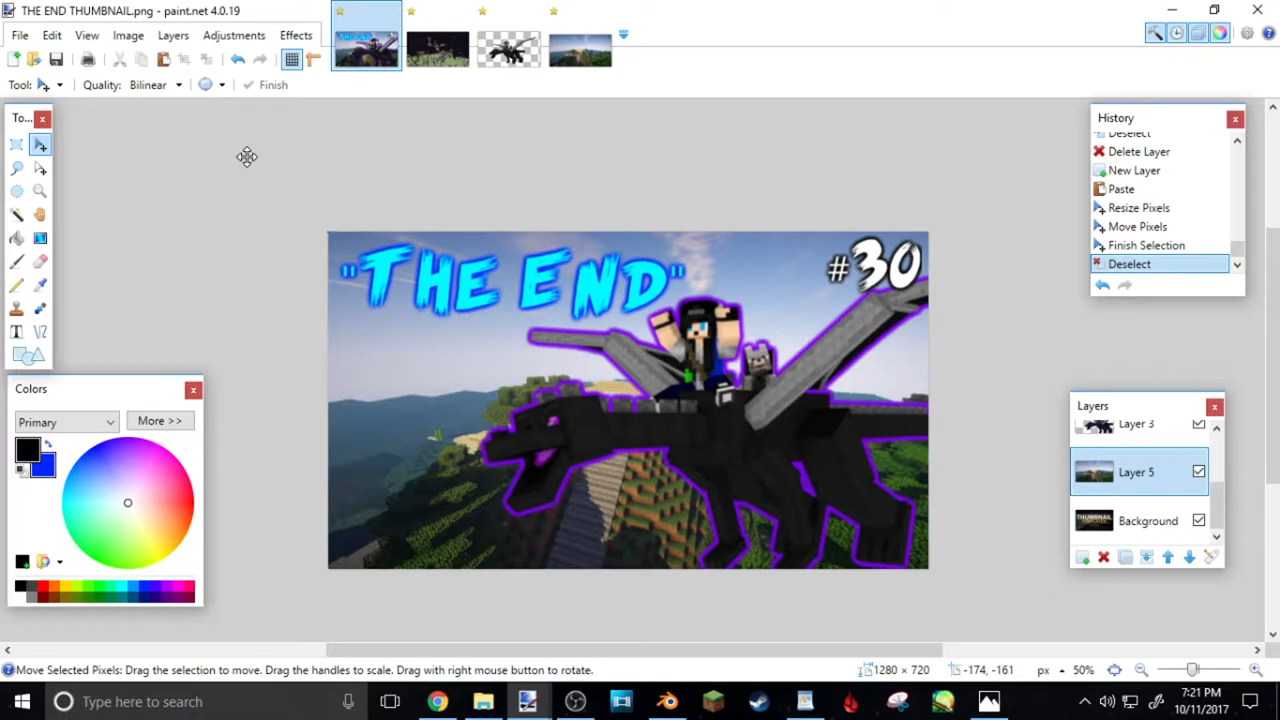 THE END THUMBNAIL.png - paint.net 4.0.19
File Edit View Image Layers Adjustments Effects
Tool: Quality: Bilinear Finish
To...
History
Deselect
Delete Layer
New Layer
Paste
Resize Pixels
Move Pixels
Finish Selection
Deselect
"THE END"
#30
Colors
Primary
More >>
Layers
Layer 3
Layer 5
THUMBNAIL
Background
Move Selected Pixels: Drag the selection to move. Drag the handles to scale. Drag with right mouse button to rotate.
1280 × 720
-174, -161
px
50%
Type here to search
7:21 PM
10/11/2017